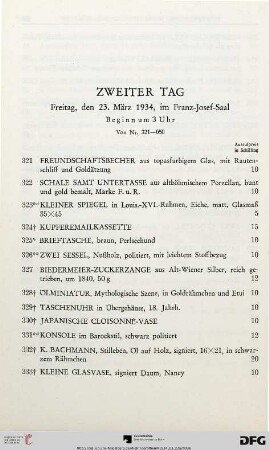 ZWEITER TAG
Freitag, den 23. März 1934, im Franz-Josef-Saal
Beginn um 3 Uhr
Von Nr. 321—650
Ausrufpreis
in Schilling
321 FREUNDSCHAFTSBECHER aus topasfarbigem Glas, mit Rauten-
schliff und Goldätzung 10
322 SCHALE SAMT UNTERTASSE aus altböhmischem Porzellan, bunt
und gold bemalt, Marke F. u. R. 10
323** KLEINER SPIEGEL in Louis-XVI.-Rahmen, Eiche, matt, Glasmaß
35×45 5
324† KUPFEREMAILKASSETTE 15
325* BRIEFTASCHE, braun, Perlseehund 10
326** ZWEI SESSEL, Nußholz, politiert, mit leichtem Stoffbezug 10
327 BIEDERMEIER-ZUCKERZANGE aus Alt-Wiener Silber, reich ge-
trieben, um 1840, 50 g 12
328† ÖLMINIATUR, Mythologische Szene, in Goldrähmchen und Etui 10
329† TASCHENUHR in Übergehäuse, 18. Jahrh. 10
330† JAPANISCHE CLOISONNÉ-VASE 10
331** KONSOLE im Barockstil, schwarz politiert 12
332† K. BACHMANN, Stilleben, Öl auf Holz, signiert, 16×21, in schwar-
zem Rähmchen 20
333† KLEINE GLASVASE, signiert Daum, Nancy 10
DFG